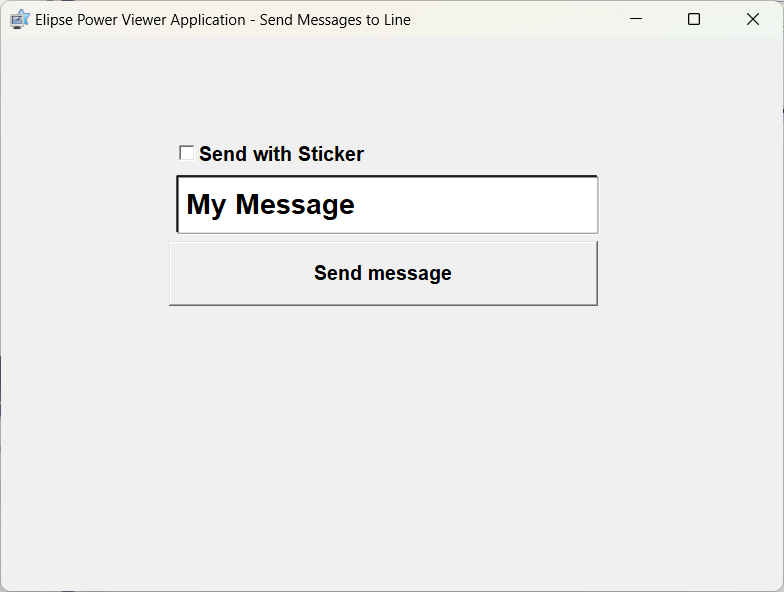 Elipse Power Viewer Application - Send Messages to Line
Send with Sticker
My Message
Send message